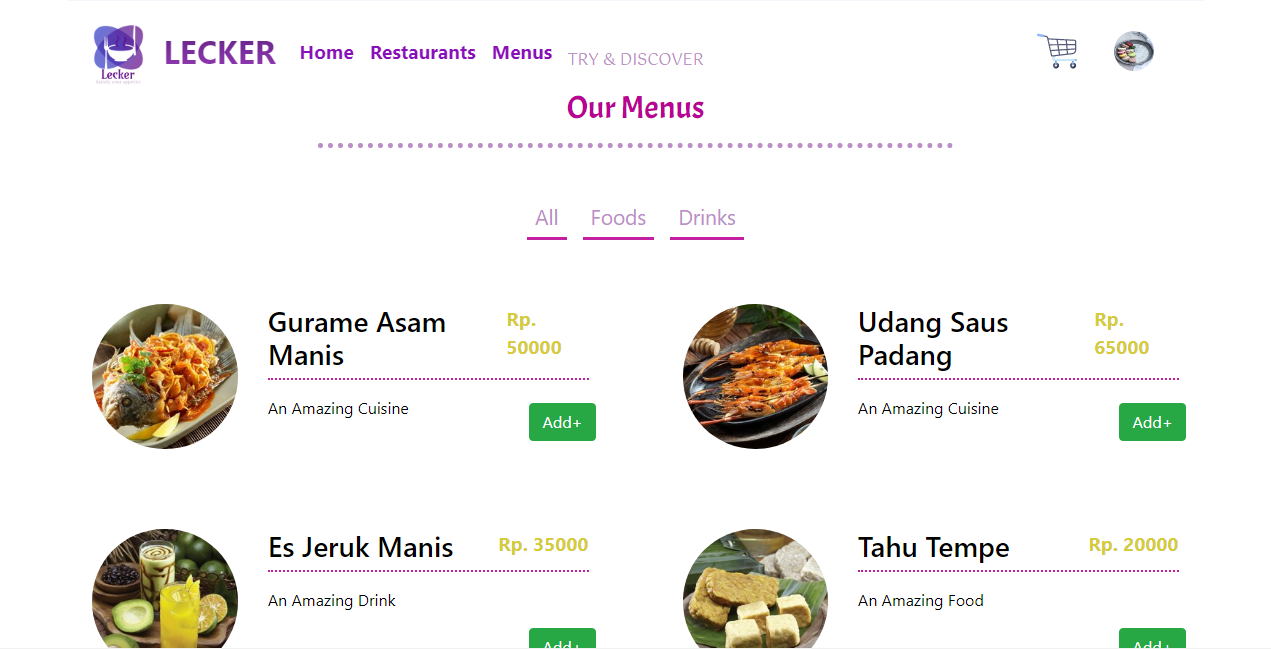 Lecker
LECKER
Home
Restaurants
Menus
TRY & DISCOVER
Our Menus
All
Foods
Drinks
Gurame Asam
Manis
Rp.
50000
An Amazing Cuisine
Add+
Udang Saus
Padang
Rp.
65000
An Amazing Cuisine
Add+
Es Jeruk Manis
Rp. 35000
An Amazing Drink
Add+
Tahu Tempe
Rp. 20000
An Amazing Food
Add+